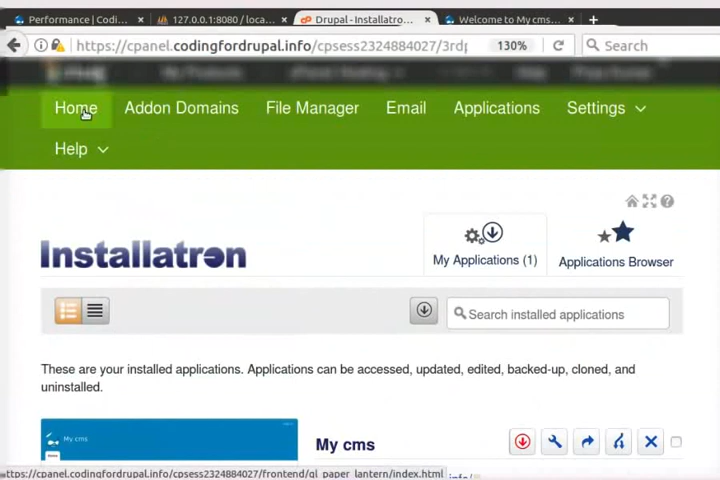 Performance | Codi...
127.0.0.1:8080 / loca...
Drupal - Installatro...
Welcome to My cms...
https://cpanel.codingfordrupal.info/cpsess2324884027/3rdp
130%
Search
Home
Addon Domains
File Manager
Email
Applications
Settings
Help
Installatron
My Applications (1)
Applications Browser
Search installed applications
These are your installed applications. Applications can be accessed, updated, edited, backed-up, cloned, and
uninstalled.
My cms
My cms
ttps://cpanel.codingfordrupal.info/cpsess2324884027/frontend/gl_paper_lantern/index.html
info/